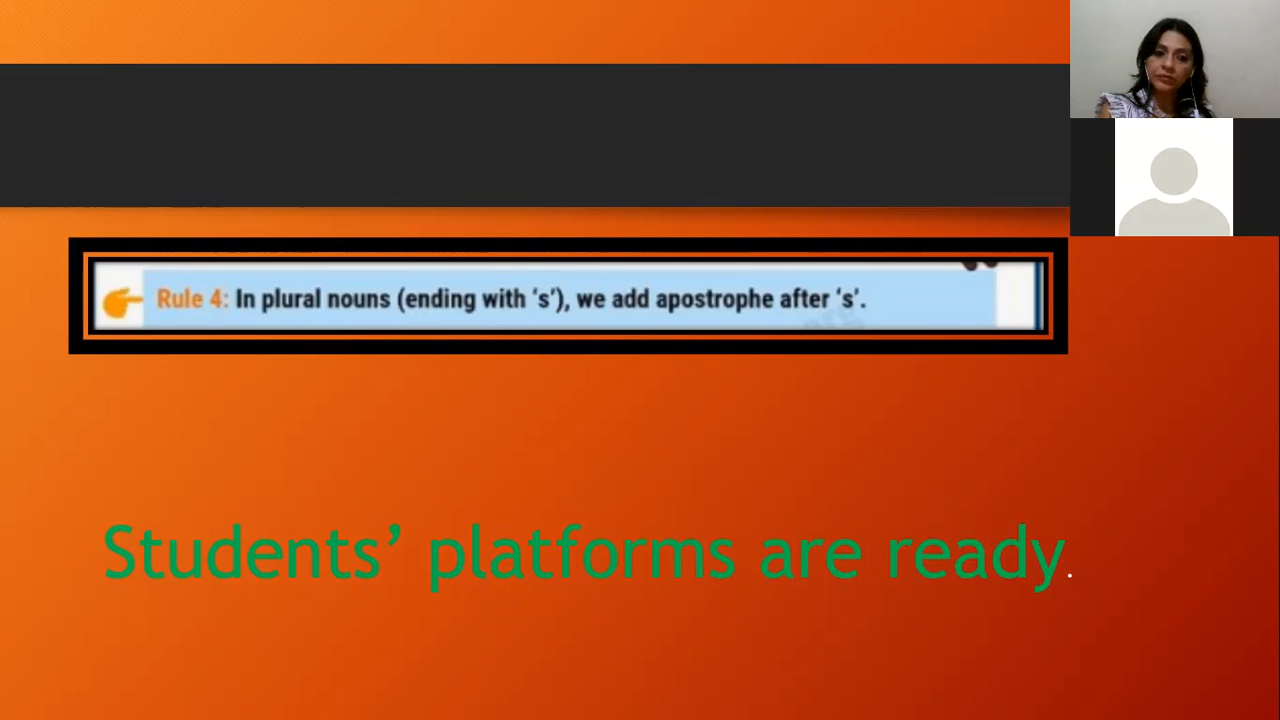 Rule 4: In plural nouns (ending with ‘s’), we add apostrophe after ‘s’.
Students’ platforms are ready.